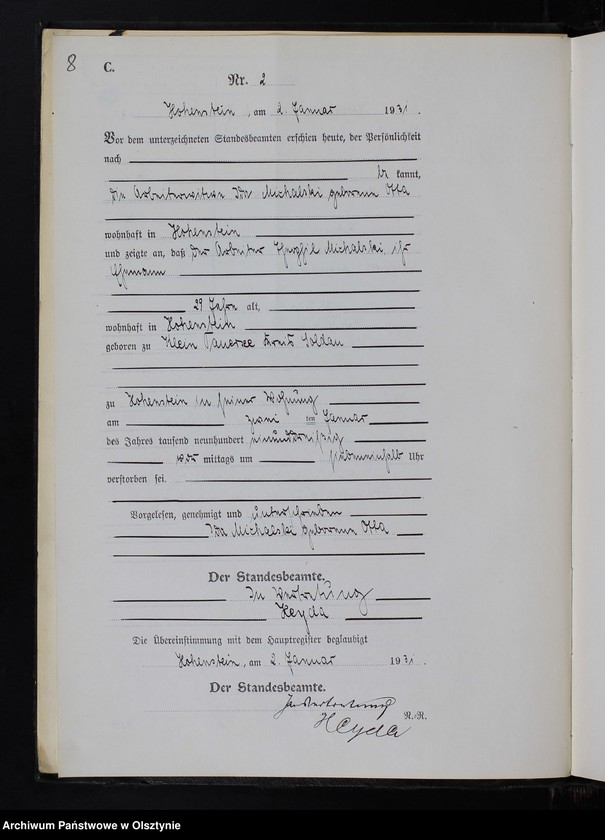 8
C.
Nr. 2
Hohenstein, am 2. Januar 1931.
Vor dem unterzeichneten Standesbeamten erschien heute, der Persönlichkeit
nach
be kannt,
die Arbeiterwitwe Ida Michalski geborene
wohnhaft in Hohenstein
und zeigte an, daß der Arbeiter Michalski, ihr
Ehemann
29 Jahre alt,
wohnhaft in Hohenstein
geboren zu Klein Tauersee Kreis Soldau
zu Hohenstein in seiner Wohnung
am zwei ten Januar
des Jahres tausend neunhundert einunddreißig
vor mittags um Uhr
verstorben sei.
Vorgelesen, genehmigt und unterschrieben
Ida Michalski geborene
Der Standesbeamte.
In Vertretung
Heyda
Die Übereinstimmung mit dem Hauptregister beglaubigt
Hohenstein, am 2. Januar 1931.
Der Standesbeamte.
In Vertretung
Heyda
N./R.
Archiwum Państwowe w Olsztynie